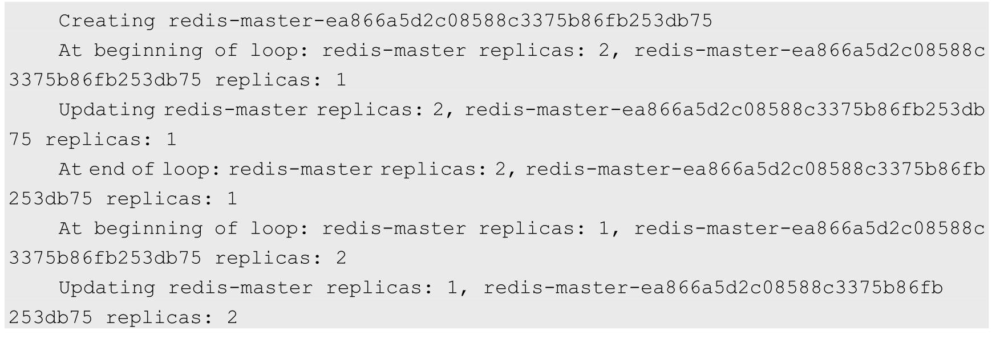 Creating redis-master-ea866a5d2c08588c3375b86fb253db75
At beginning of loop: redis-master replicas: 2, redis-master-ea866a5d2c08588c
3375b86fb253db75 replicas: 1
Updating redis-master replicas: 2, redis-master-ea866a5d2c08588c3375b86fb253db
75 replicas: 1
At end of loop: redis-master replicas: 2, redis-master-ea866a5d2c08588c3375b86fb
253db75 replicas: 1
At beginning of loop: redis-master replicas: 1, redis-master-ea866a5d2c08588c
3375b86fb253db75 replicas: 2
Updating redis-master replicas: 1, redis-master-ea866a5d2c08588c3375b86fb
253db75 replicas: 2